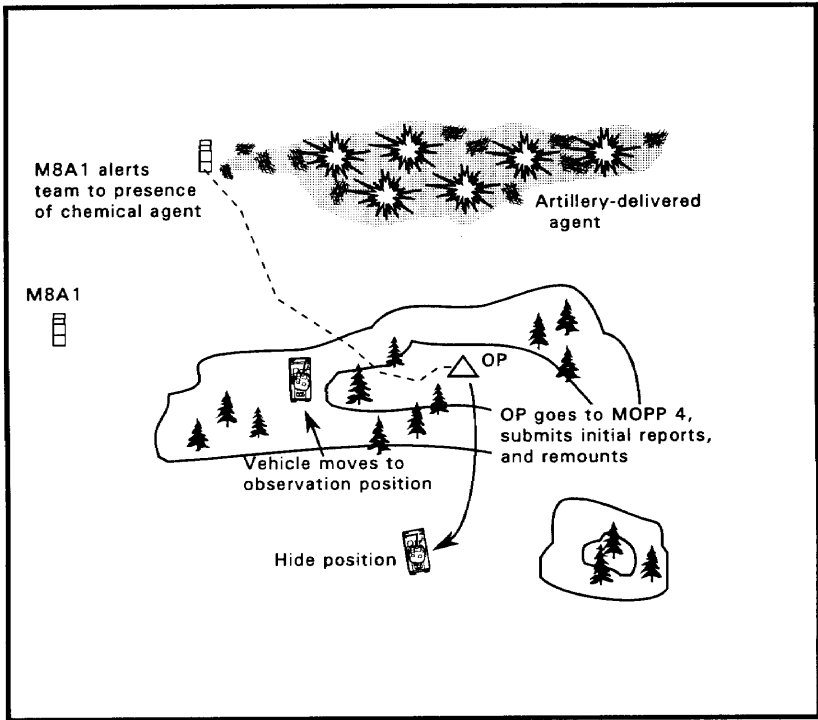 M8A1 alerts
team to presence
of chemical agent
Artillery-delivered
agent
M8A1
OP
OP goes to MOPP 4,
submits initial reports,
and remounts
Vehicle moves to
observation position
Hide position